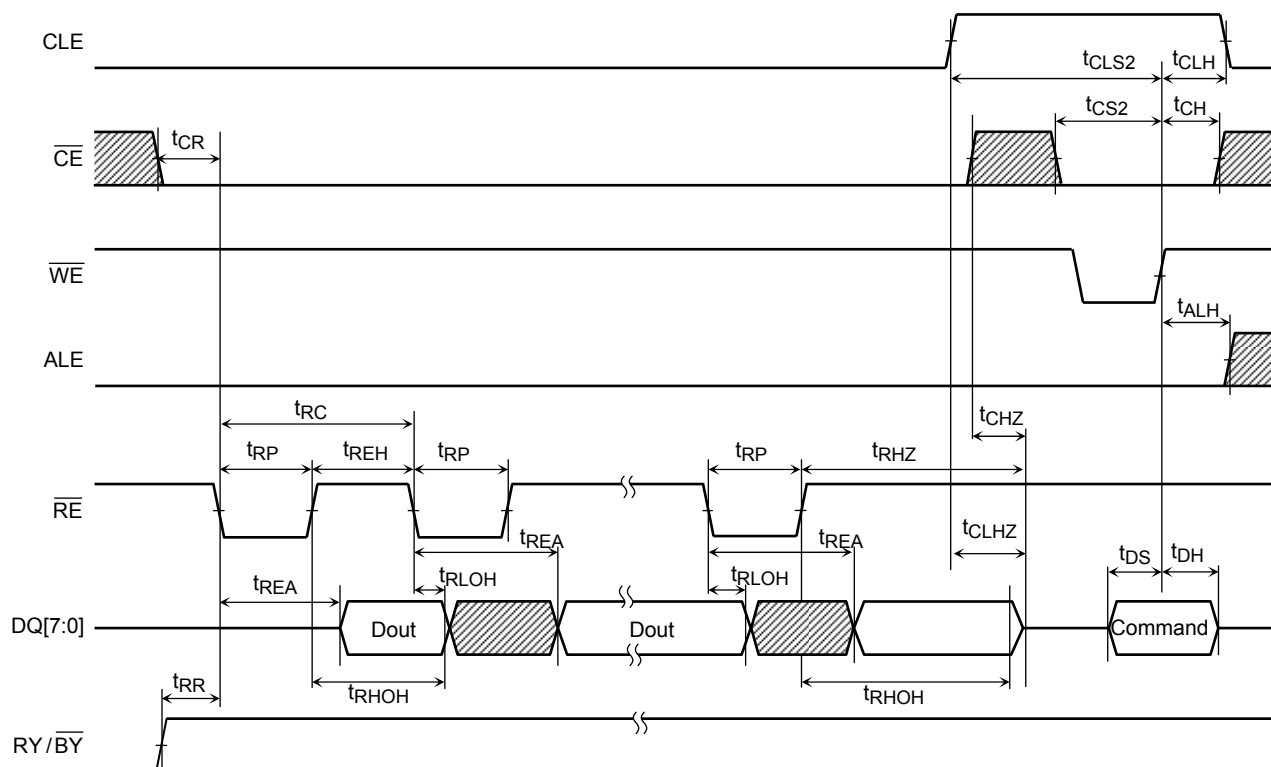 CLE
tCLS2 tCLH
tCS2 tCH
tCR
CE
WE
tALH
ALE
tRC
tCHZ
tRP tREH tRP tRP tRHZ
RE
tREA tREA tCLHZ
tREA tRLOH tRLOH tDS tDH
DQ[7:0] Dout Dout Command
tRR tRHOH tRHOH
RY/BY